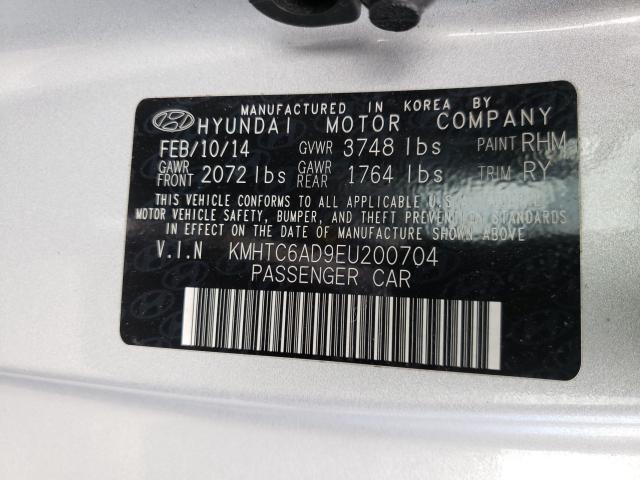 MANUFACTURED IN KOREA BY
HYUNDAI MOTOR COMPANY
FEB/10/14 GVWR 3748 lbs PAINT RHM
GAWR FRONT 2072 lbs GAWR REAR 1764 lbs TRIM RY
THIS VEHICLE CONFORMS TO ALL APPLICABLE U.S. FEDERAL
MOTOR VEHICLE SAFETY, BUMPER, AND THEFT PREVENTION STANDARDS
IN EFFECT ON THE DATE OF MANUFACTURE SHOWN ABOVE.
V.I.N KMHTC6AD9EU200704
PASSENGER CAR